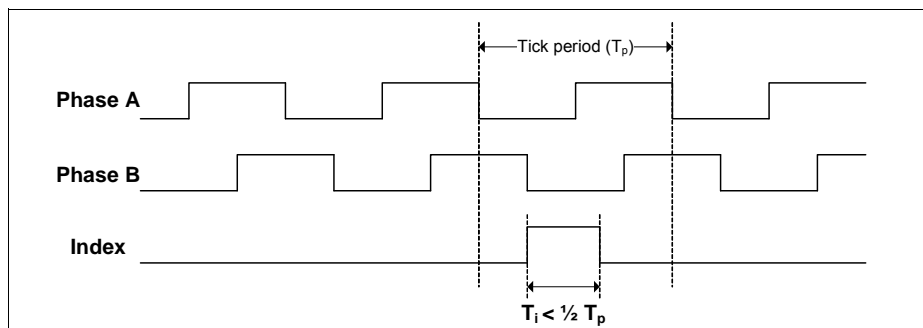 Tick period (Tp)
Phase A
Phase B
Index
Ti < ½ Tp